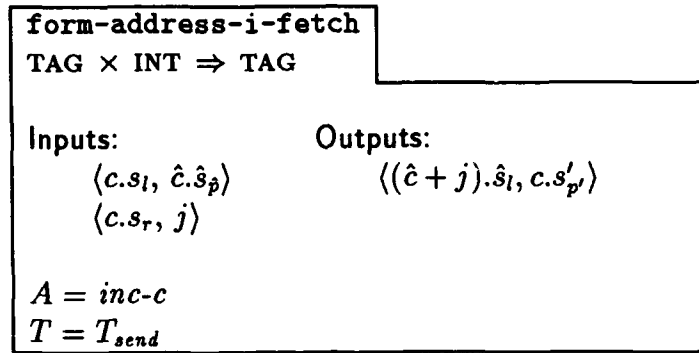 form-address-i-fetch
TAG × INT ⇒ TAG
Inputs: Outputs:
⟨c.s_l, ĉ.ŝ_p̂⟩ ⟨(ĉ + j).ŝ_l, c.s′_p′⟩
⟨c.s_r, j⟩
A = inc-c
T = T_send